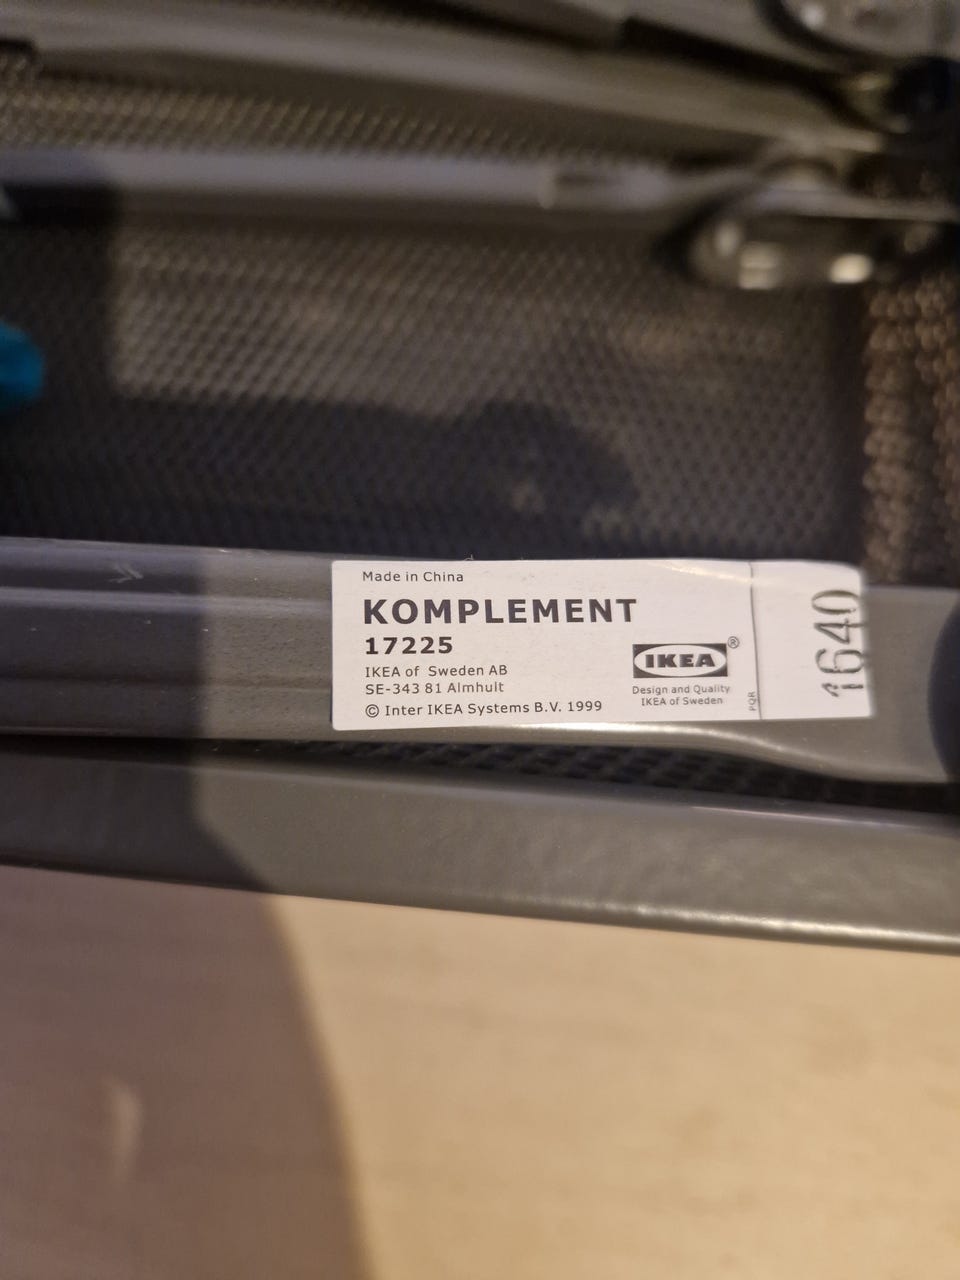 Made in China
KOMPLEMENT
17225
IKEA of Sweden AB
SE-343 81 Almhult
© Inter IKEA Systems B.V. 1999
IKEA®
Design and Quality
IKEA of Sweden
PQR
1640